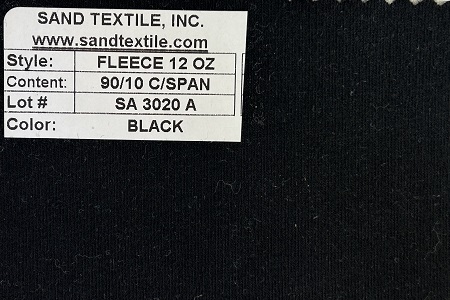 SAND TEXTILE, INC.
www.sandtextile.com
Style: FLEECE 12 OZ
Content: 90/10 C/SPAN
Lot # SA 3020 A
Color: BLACK